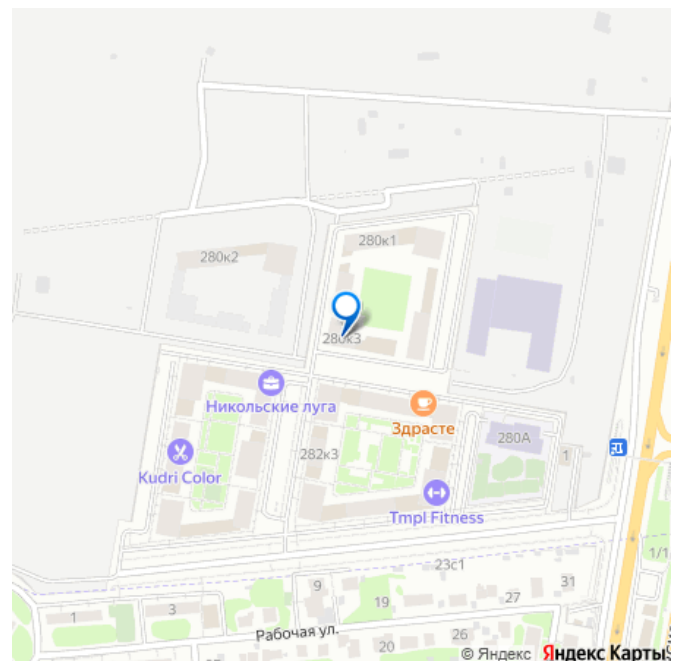 280к1
280к2
280к3
Никольские луга
Здрасте
280А
282к3
1
Kudri Color
Tmpl Fitness
23с1
1/1
9
31
1
3
19
27
Рабочая ул.
26
20
© Яндекс Яндекс Карты